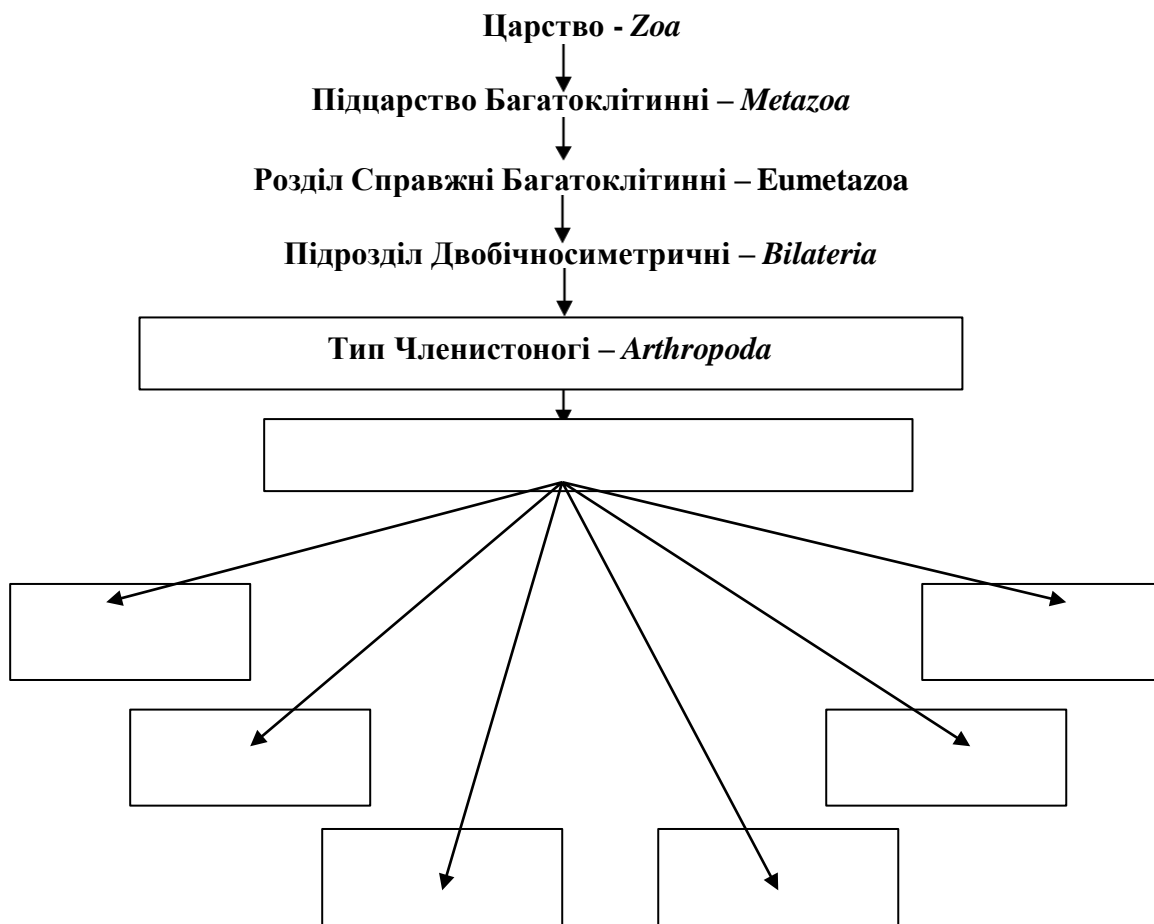 Царство - Zoa
Підцарство Багатоклітинні – Metazoa
Розділ Справжні Багатоклітинні – Eumetazoa
Підрозділ Двобічносиметричні – Bilateria
Тип Членистоногі – Arthropoda